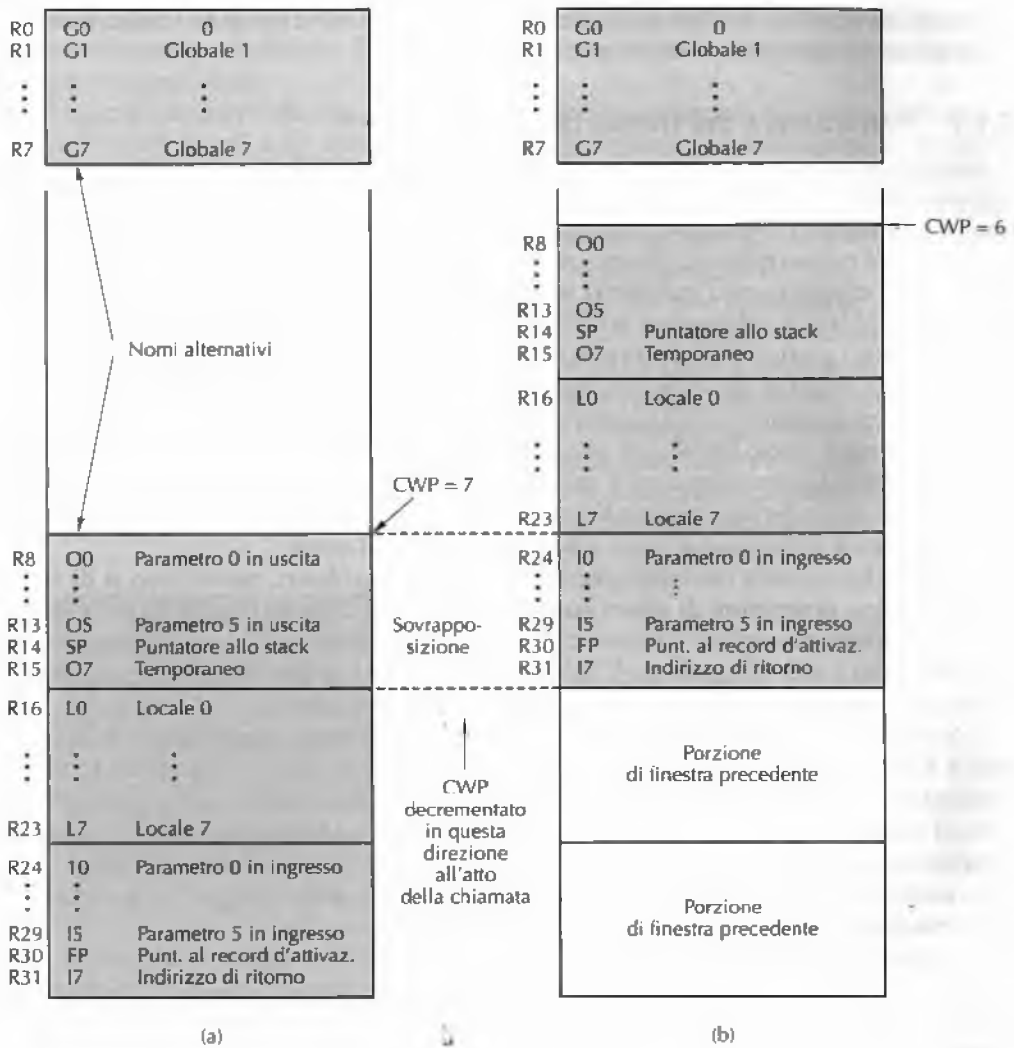 R0 G0 0
R1 G1 Globale 1
R7 G7 Globale 7
Nomi alternativi
CWP = 7
R8 O0 Parametro 0 in uscita
R13 O5 Parametro 5 in uscita
R14 SP Puntatore allo stack
R15 O7 Temporaneo
R16 L0 Locale 0
R23 L7 Locale 7
R24 10 Parametro 0 in ingresso
R29 I5 Parametro 5 in ingresso
R30 FP Punt. al record d'attivaz.
R31 I7 Indirizzo di ritorno
(a)
Sovrappo-
sizione
CWP
decrementato
in questa
direzione
all'atto
della chiamata
R0 G0 0
R1 G1 Globale 1
R7 G7 Globale 7
CWP = 6
R8 O0
R13 O5
R14 SP Puntatore allo stack
R15 O7 Temporaneo
R16 L0 Locale 0
R23 L7 Locale 7
R24 I0 Parametro 0 in ingresso
R29 I5 Parametro 5 in ingresso
R30 FP Punt. al record d'attivaz.
R31 I7 Indirizzo di ritorno
Porzione
di finestra precedente
Porzione
di finestra precedente
(b)